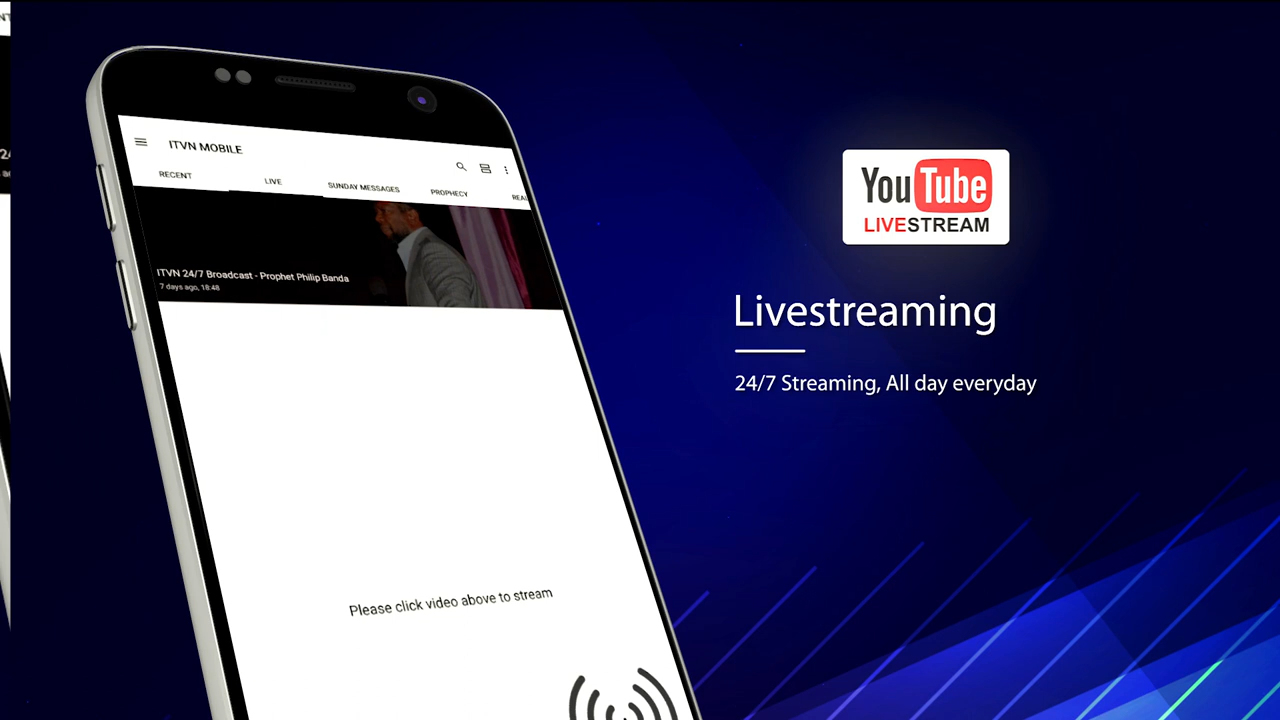 ITVN MOBILE
RECENT
LIVE
SUNDAY MESSAGES
PROPHECY
ITVN 24/7 Broadcast - Prophet Philip Banda
7 days ago, 18:48
Please click video above to stream
YouTube
LIVESTREAM
Livestreaming
24/7 Streaming, All day everyday